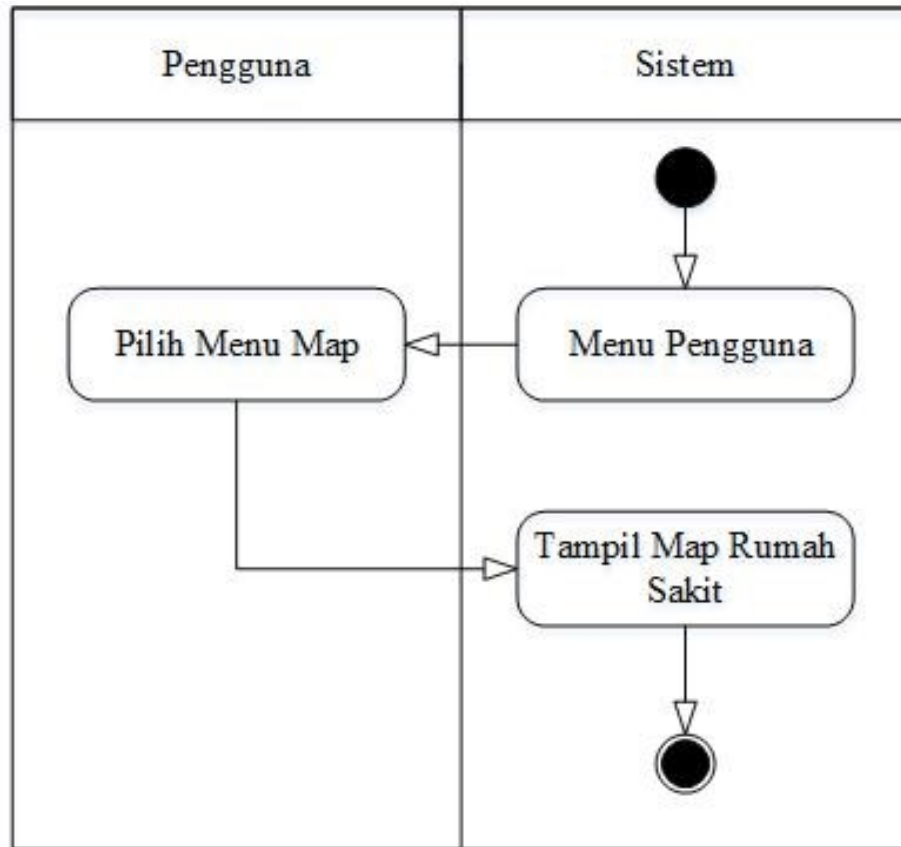 Pengguna
Sistem
Pilih Menu Map
Menu Pengguna
Tampil Map Rumah
Sakit